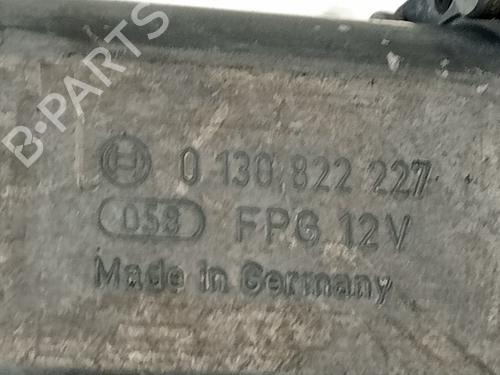 B-PARTS
0 130 822 227
058 FPG 12V
Made in Germany